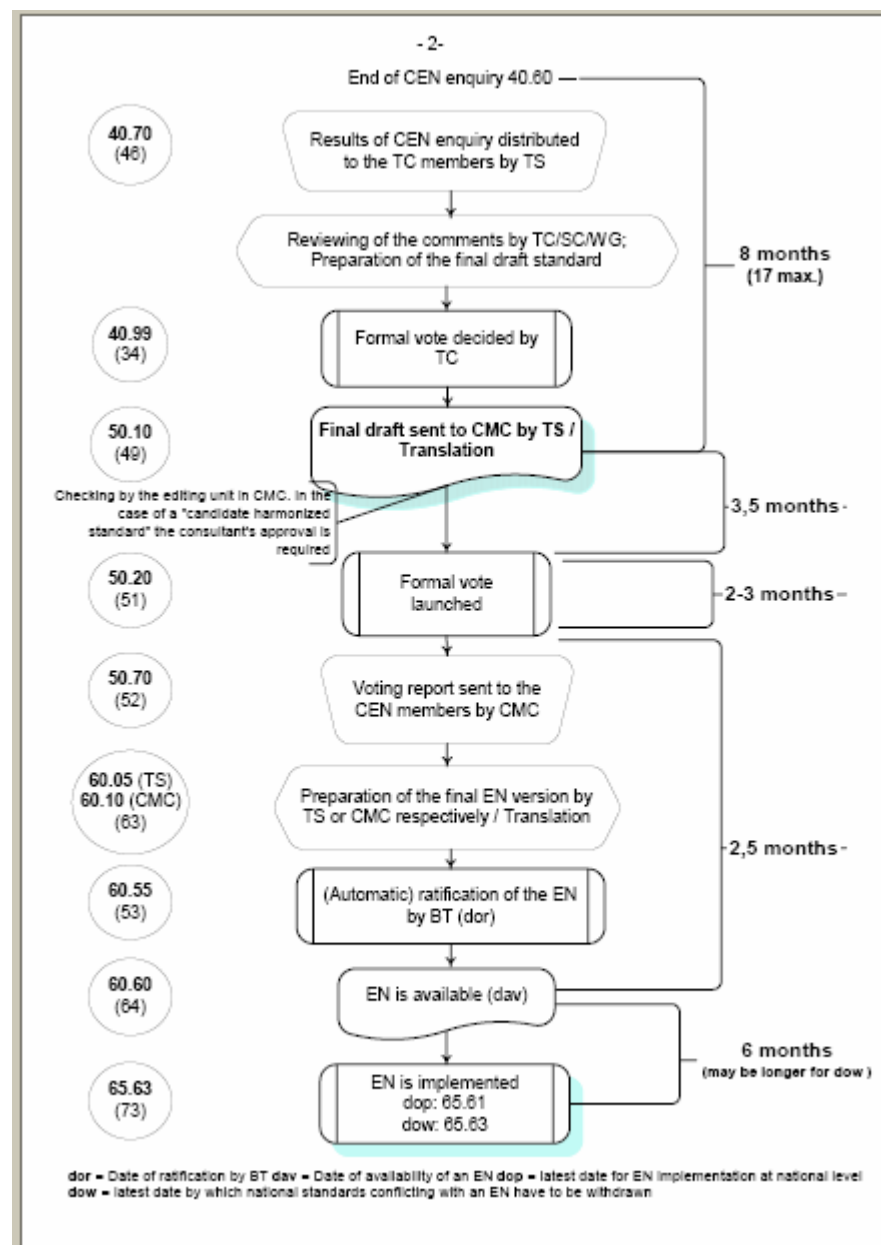 - 2-
End of CEN enquiry 40.60
40.70
(46)
Results of CEN enquiry distributed
to the TC members by TS
Reviewing of the comments by TC/SC/WG;
Preparation of the final draft standard
8 months
(17 max.)
40.99
(34)
Formal vote decided by
TC
50.10
(49)
Final draft sent to CMC by TS /
Translation
Checking by the editing unit in CMC. In the
case of a "candidate harmonized
standard" the consultant's approval is
required
3,5 months
50.20
(51)
Formal vote
launched
2-3 months
50.70
(52)
Voting report sent to the
CEN members by CMC
60.05 (TS)
60.10 (CMC)
(63)
Preparation of the final EN version by
TS or CMC respectively / Translation
2,5 months
60.55
(53)
(Automatic) ratification of the EN
by BT (dor)
60.60
(64)
EN is available (dav)
6 months
(may be longer for dow )
65.63
(73)
EN is implemented
dop: 65.61
dow: 65.63
dor = Date of ratification by BT dav = Date of availability of an EN dop = latest date for EN implementation at national level
dow = latest date by which national standards conflicting with an EN have to be withdrawn